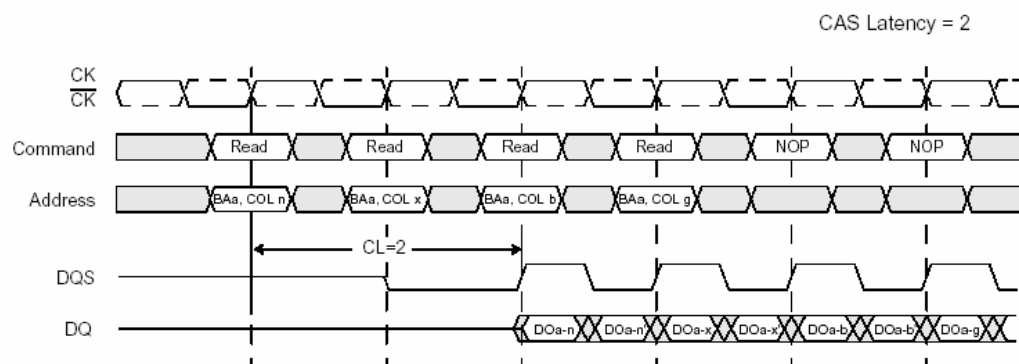 CAS Latency = 2
CK
CK
Command Read Read Read Read NOP NOP
Address BAa, COL n BAa, COL x BAa, COL b BAa, COL g
CL=2
DQS
DQ DOa-n DOa-n' DOa-x DOa-x' DOa-b DOa-b' DOa-g